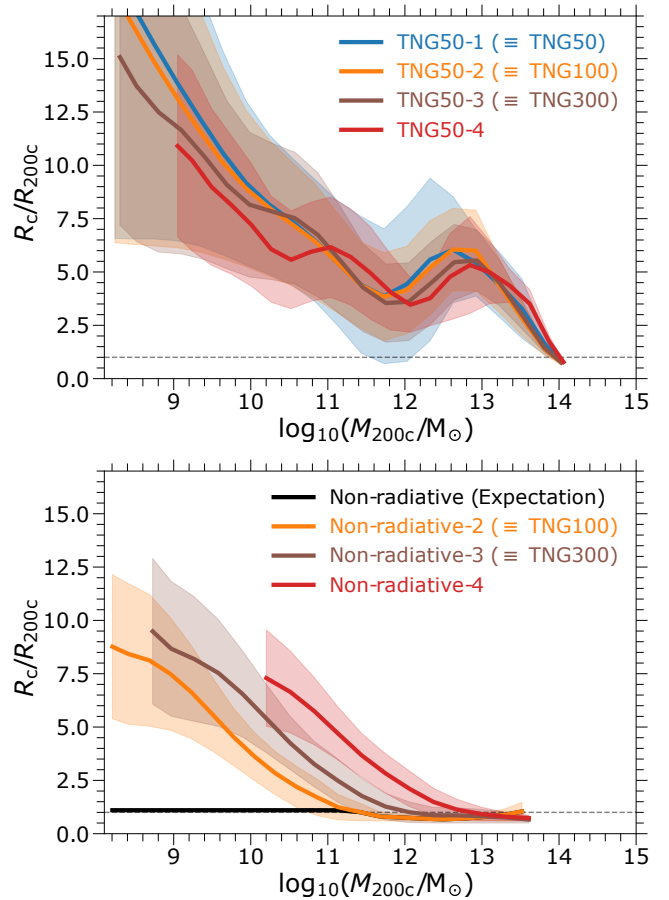 15.0
12.5
10.0
7.5
5.0
2.5
0.0
R_c/R_200c
TNG50-1 (≡ TNG50)
TNG50-2 (≡ TNG100)
TNG50-3 (≡ TNG300)
TNG50-4
9 10 11 12 13 14 15
log₁₀(M_200c/M_⊙)
15.0
12.5
10.0
7.5
5.0
2.5
0.0
R_c/R_200c
Non-radiative (Expectation)
Non-radiative-2 (≡ TNG100)
Non-radiative-3 (≡ TNG300)
Non-radiative-4
9 10 11 12 13 14 15
log₁₀(M_200c/M_⊙)